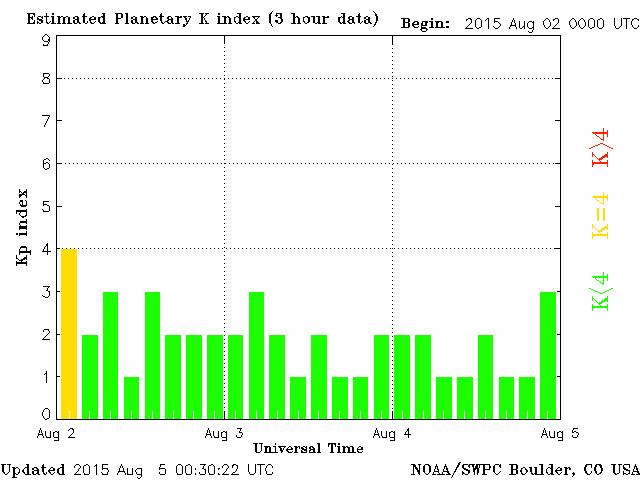 Estimated Planetary K index (3 hour data) Begin: 2015 Aug 02 0000 UTC
9
8
7
6
5
4
3
2
1
0
Kp index
K>4
K=4
K<4
Aug 2 Aug 3 Aug 4 Aug 5
Universal Time
Updated 2015 Aug 5 00:30:22 UTC NOAA/SWPC Boulder, CO USA